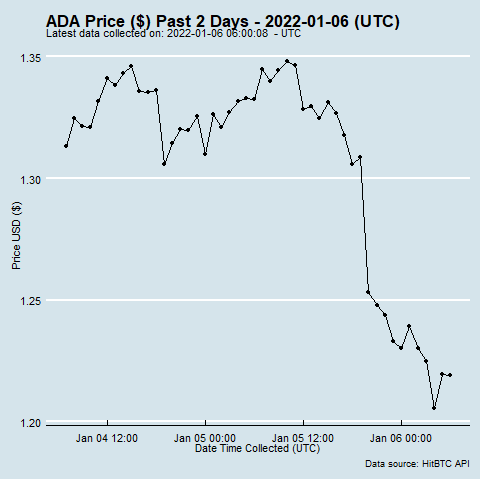 ADA Price ($) Past 2 Days - 2022-01-06 (UTC)
Latest data collected on: 2022-01-06 06:00:08 - UTC
1.35
1.30
1.25
1.20
Price USD ($)
Jan 04 12:00 Jan 05 00:00 Jan 05 12:00 Jan 06 00:00
Date Time Collected (UTC)
Data source: HitBTC API